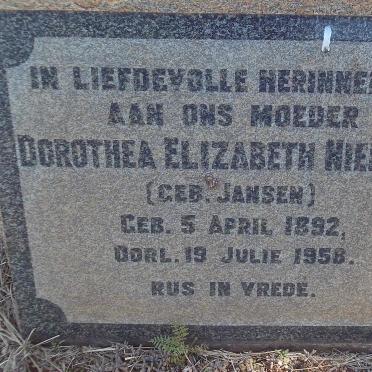 IN LIEFDEVOLLE HERINNE
AAN ONS MOEDER
DOROTHEA ELIZABETH NIE
(GEB. JANSEN)
GEB. 5 APRIL 1892,
OORL. 19 JULIE 1958.
RUS IN VREDE.